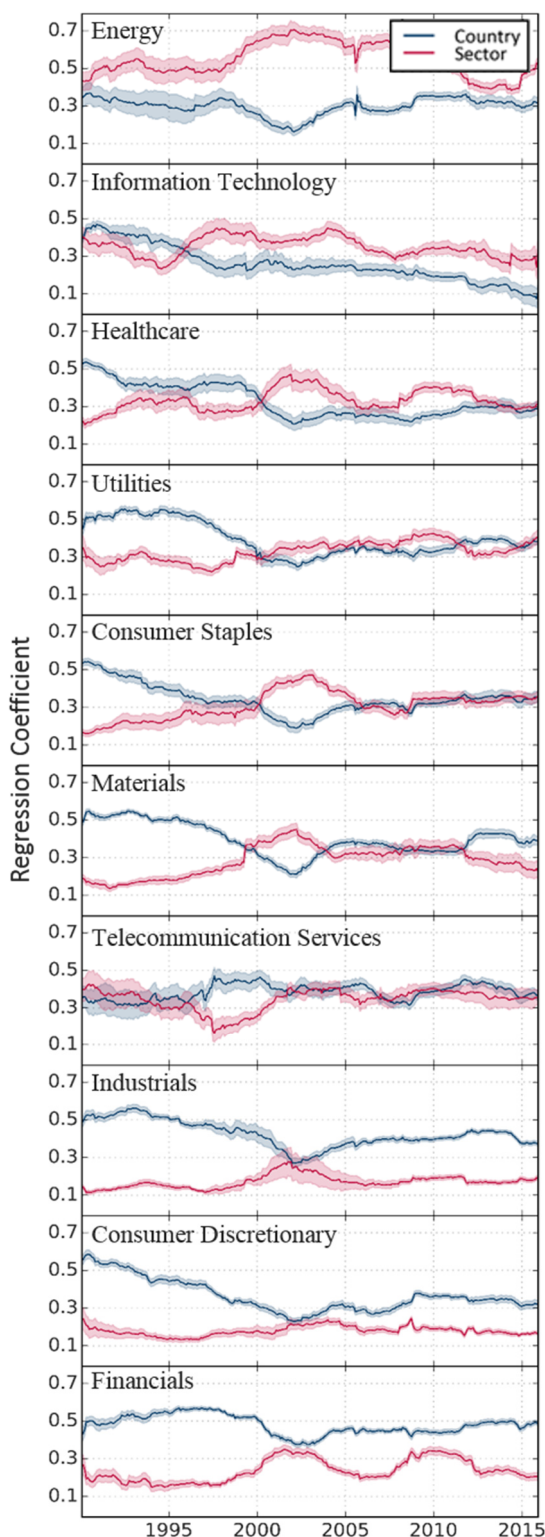 Energy
Country
Sector
0.7
0.5
0.3
0.1
Information Technology
0.7
0.5
0.3
0.1
Healthcare
0.7
0.5
0.3
0.1
Utilities
0.7
0.5
0.3
0.1
Consumer Staples
0.7
0.5
0.3
0.1
Regression Coefficient
Materials
0.7
0.5
0.3
0.1
Telecommunication Services
0.7
0.5
0.3
0.1
Industrials
0.7
0.5
0.3
0.1
Consumer Discretionary
0.7
0.5
0.3
0.1
Financials
0.7
0.5
0.3
0.1
1995 2000 2005 2010 2015